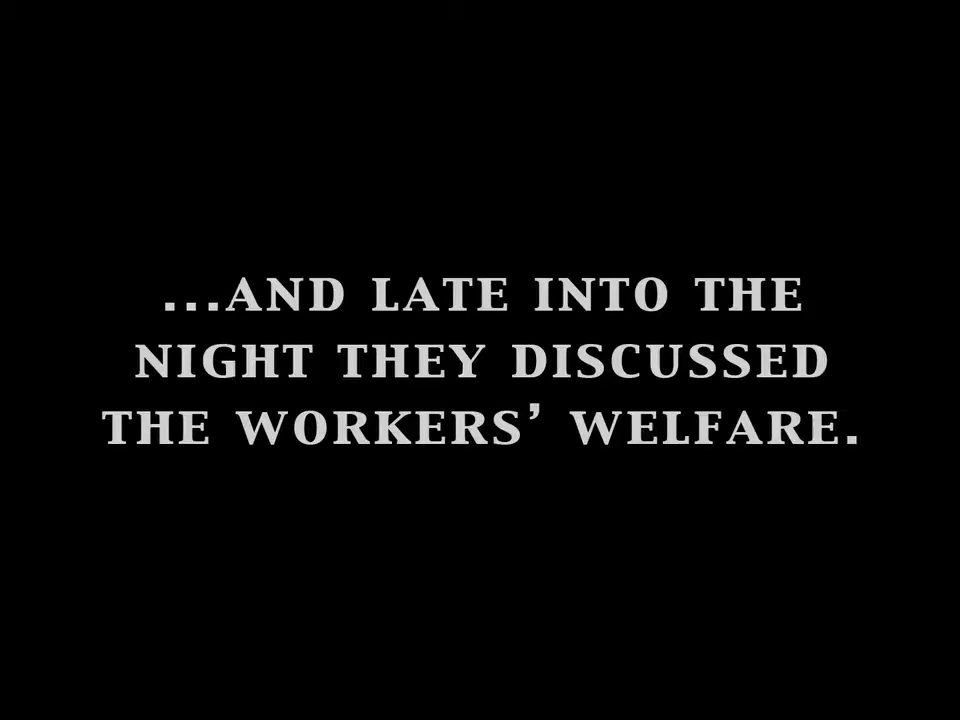 ...AND LATE INTO THE
NIGHT THEY DISCUSSED
THE WORKERS’ WELFARE.